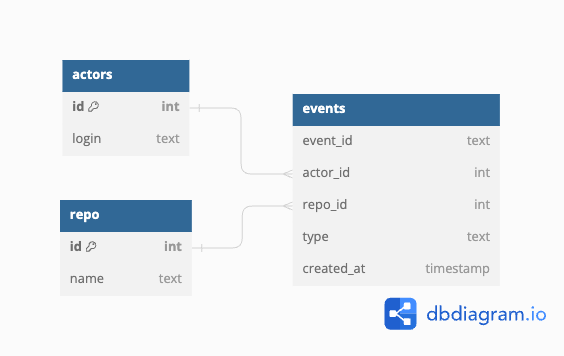 actors
id int
login text
repo
id int
name text
events
event_id text
actor_id int
repo_id int
type text
created_at timestamp
dbdiagram.io